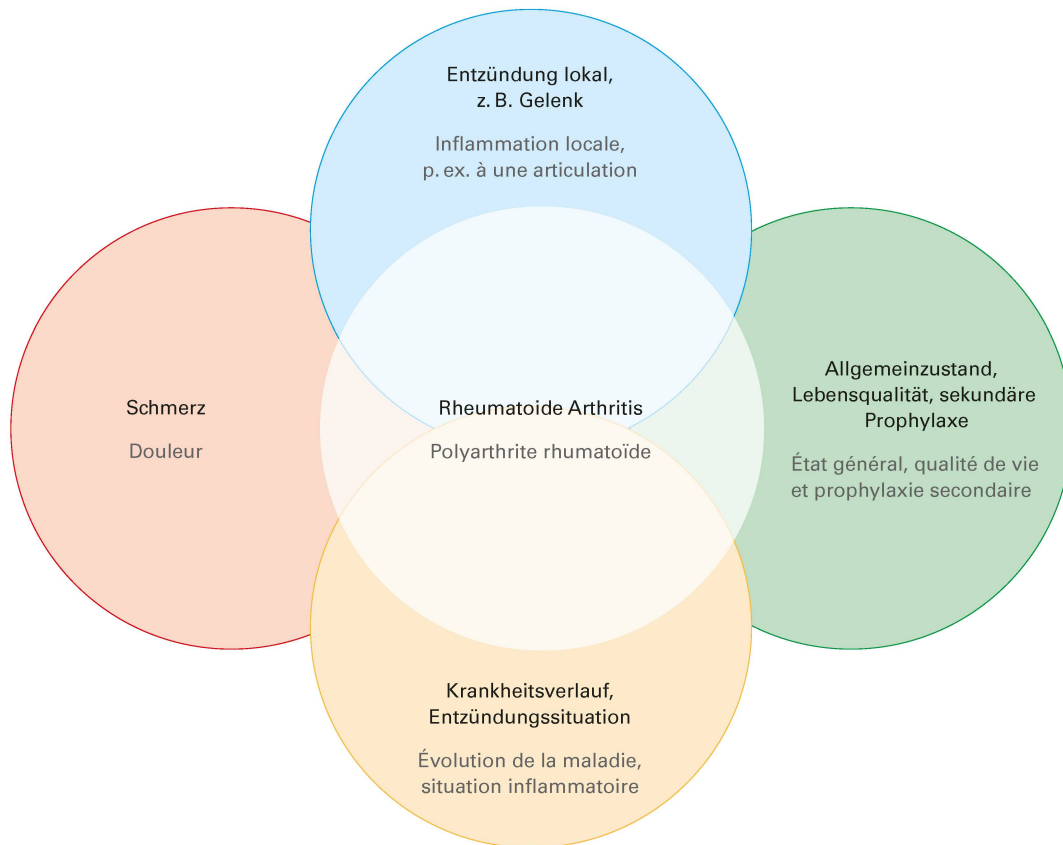 Entzündung lokal,
z. B. Gelenk
Inflammation locale,
p. ex. à une articulation
Schmerz
Douleur
Rheumatoide Arthritis
Polyarthrite rhumatoïde
Allgemeinzustand,
Lebensqualität, sekundäre
Prophylaxe
État général, qualité de vie
et prophylaxie secondaire
Krankheitsverlauf,
Entzündungssituation
Évolution de la maladie,
situation inflammatoire